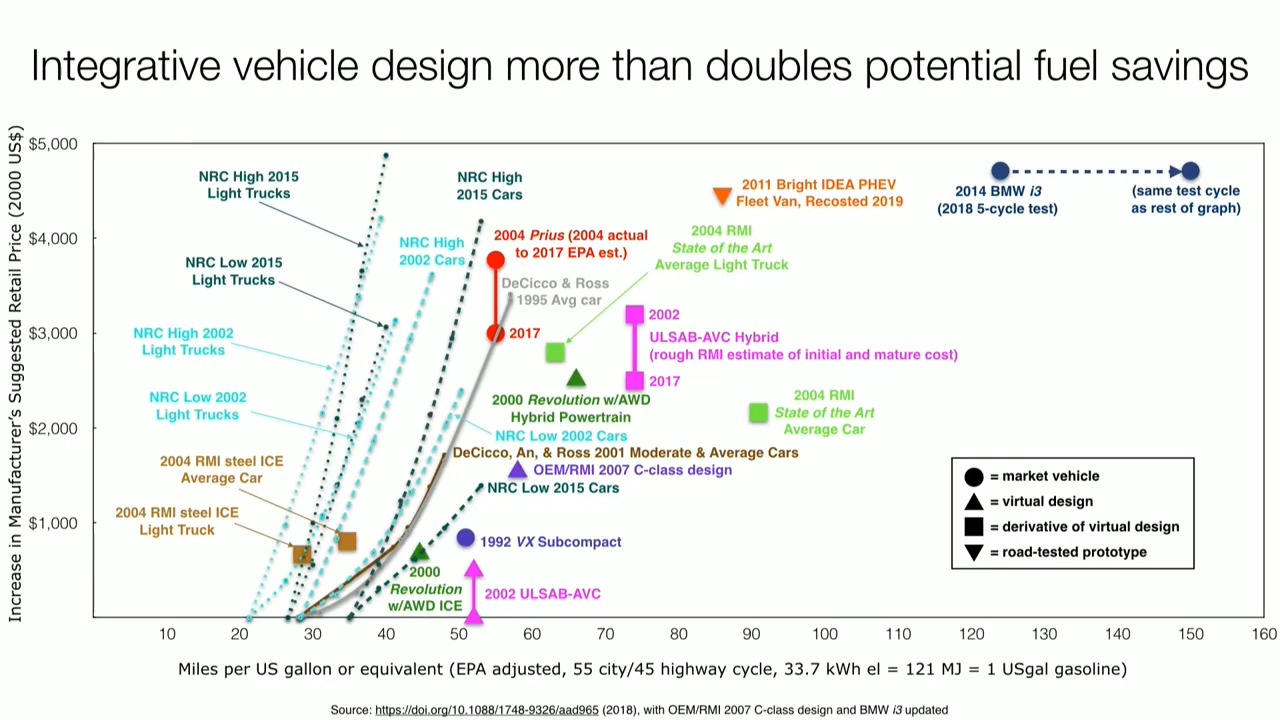 Integrative vehicle design more than doubles potential fuel savings
Increase in Manufacturer's Suggested Retail Price (2000 US$)
$5,000
$4,000
$3,000
$2,000
$1,000
NRC High 2015
Light Trucks
NRC Low 2015
Light Trucks
NRC High 2002
Light Trucks
NRC Low 2002
Light Trucks
2004 RMI steel ICE
Average Car
2004 RMI steel ICE
Light Truck
NRC High
2015 Cars
NRC High
2002 Cars
2004 Prius (2004 actual
to 2017 EPA est.)
DeCicco & Ross
1995 Avg car
2017
2011 Bright IDEA PHEV
Fleet Van, Recosted 2019
2004 RMI
State of the Art
Average Light Truck
2014 BMW i3
(2018 5-cycle test)
(same test cycle
as rest of graph)
2002
ULSAB-AVC Hybrid
(rough RMI estimate of initial and mature cost)
2017
2000 Revolution w/AWD
Hybrid Powertrain
2004 RMI
State of the Art
Average Car
NRC Low 2002 Cars
DeCicco, An, & Ross 2001 Moderate & Average Cars
OEM/RMI 2007 C-class design
NRC Low 2015 Cars
1992 VX Subcompact
2000
Revolution
w/AWD ICE
2002 ULSAB-AVC
= market vehicle
= virtual design
= derivative of virtual design
= road-tested prototype
10 20 30 40 50 60 70 80 90 100 110 120 130 140 150 160
Miles per US gallon or equivalent (EPA adjusted, 55 city/45 highway cycle, 33.7 kWh el = 121 MJ = 1 USgal gasoline)
Source: https://doi.org/10.1088/1748-9326/aad965 (2018), with OEM/RMI 2007 C-class design and BMW i3 updated